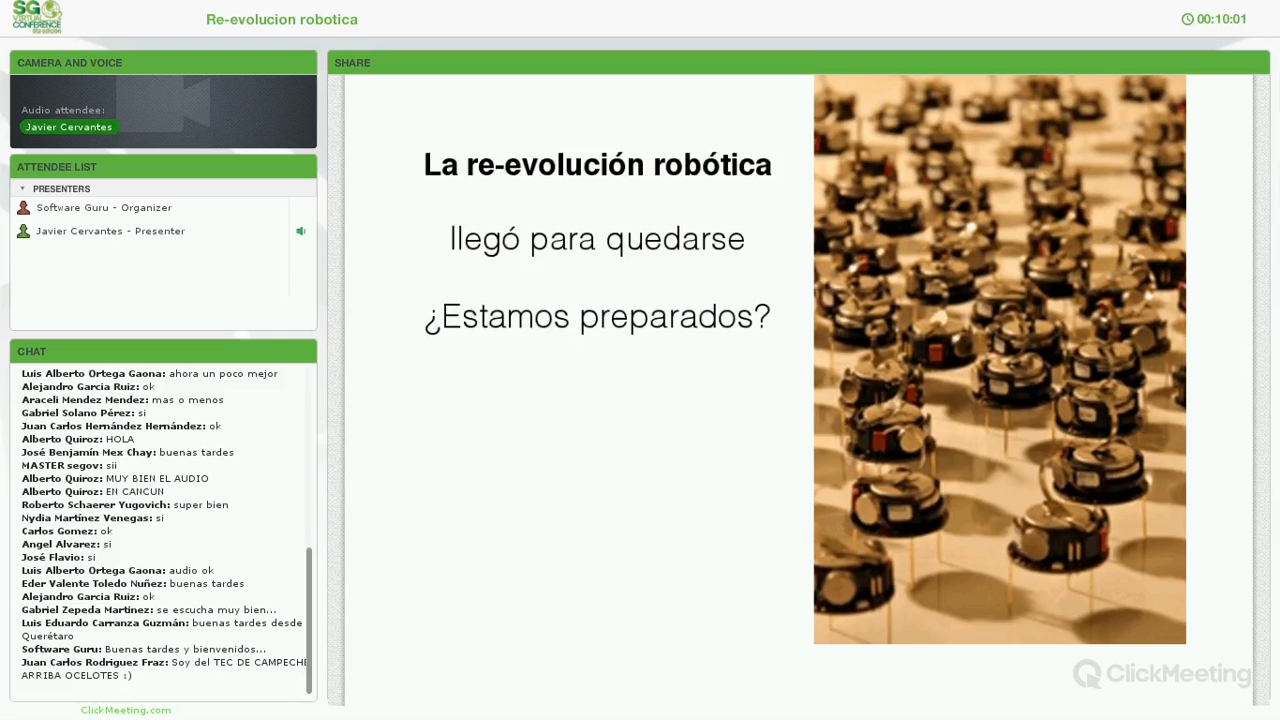 SG
VIRTUAL
CONFERENCE
Re-evolucion robotica
00:10:01
CAMERA AND VOICE
Audio attendee:
Javier Cervantes
ATTENDEE LIST
PRESENTERS
Software Guru - Organizer
Javier Cervantes - Presenter
CHAT
Luis Alberto Ortega Gaona: ahora un poco mejor
Alejandro Garcia Ruiz: ok
Araceli Mendez Mendez: mas o menos
Gabriel Solano Pérez: si
Juan Carlos Hernández Hernández: ok
Alberto Quiroz: HOLA
José Benjamín Mex Chay: buenas tardes
MASTER segov: sii
Alberto Quiroz: MUY BIEN EL AUDIO
Alberto Quiroz: EN CANCUN
Roberto Schaerer Yugovich: super bien
Nydia Martínez Venegas: si
Carlos Gomez: ok
Angel Alvarez: si
José Flavio: si
Luis Alberto Ortega Gaona: audio ok
Eder Valente Toledo Nuñez: buenas tardes
Alejandro Garcia Ruiz: ok
Gabriel Zepeda Martínez: se escucha muy bien...
Luis Eduardo Carranza Guzmán: buenas tardes desde
Querétaro
Software Guru: Buenas tardes y bienvenidos...
Juan Carlos Rodriguez Fraz: Soy del TEC DE CAMPECHE
ARRIBA OCELOTES :)
ClickMeeting.com
SHARE
La re-evolución robótica
llegó para quedarse
¿Estamos preparados?
ClickMeeting